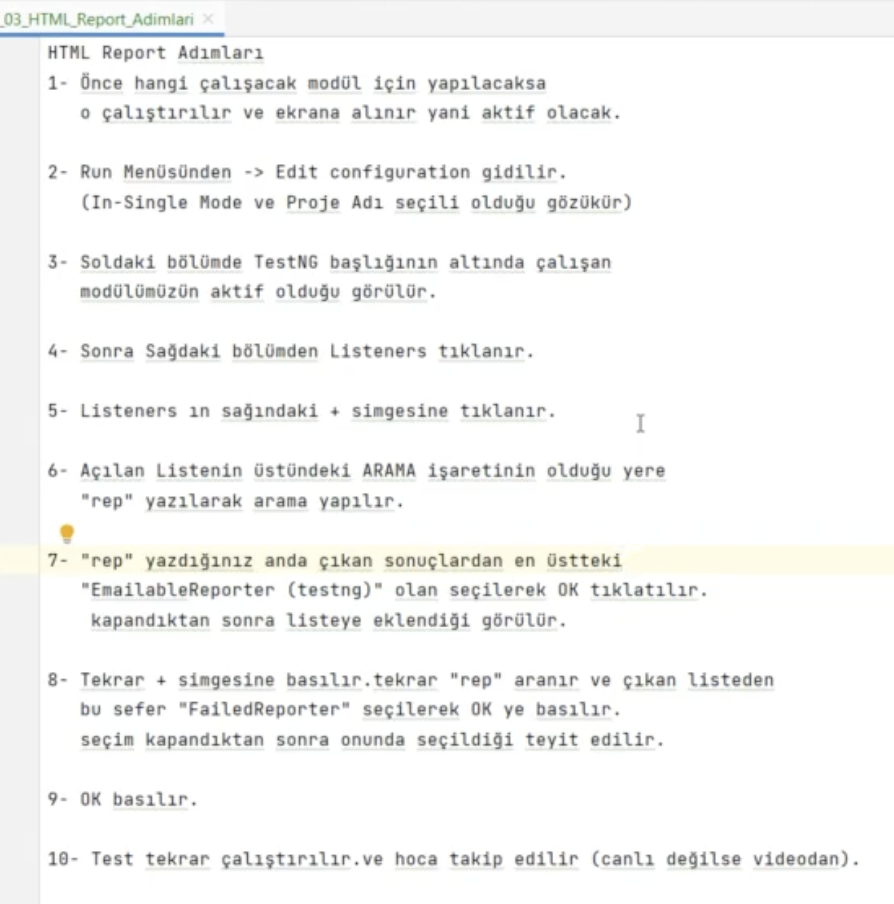 _03_HTML_Report_Adimlari ×
HTML Report Adımları
1- Önce hangi çalışacak modül için yapılacaksa
o çalıştırılır ve ekrana alınır yani aktif olacak.
2- Run Menüsünden -> Edit configuration gidilir.
(In-Single Mode ve Proje Adı seçili olduğu gözükür)
3- Soldaki bölümde TestNG başlığının altında çalışan
modülümüzün aktif olduğu görülür.
4- Sonra Sağdaki bölümden Listeners tıklanır.
5- Listeners ın sağındaki + simgesine tıklanır.
6- Açılan Listenin üstündeki ARAMA işaretinin olduğu yere
"rep" yazılarak arama yapılır.
7- "rep" yazdığınız anda çıkan sonuçlardan en üstteki
"EmailableReporter (testng)" olan seçilerek OK tıklatılır.
kapandıktan sonra listeye eklendiği görülür.
8- Tekrar + simgesine basılır.tekrar "rep" aranır ve çıkan listeden
bu sefer "FailedReporter" seçilerek OK ye basılır.
seçim kapandıktan sonra onunda seçildiği teyit edilir.
9- OK basılır.
10- Test tekrar çalıştırılır.ve hoca takip edilir (canlı değilse videodan).